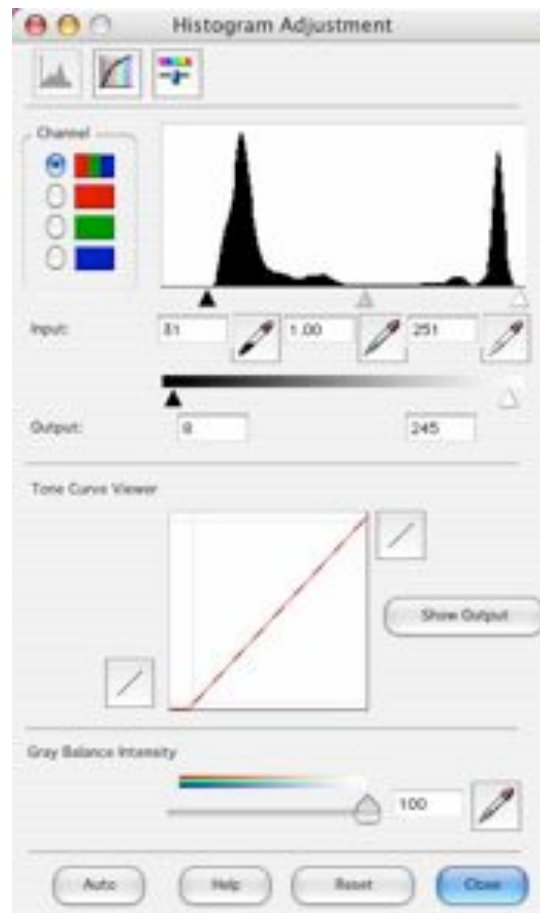 Histogram Adjustment
Channel
Input: 31 1.00 251
Output: 8 245
Tone Curve Viewer
Show Output
Gray Balance Intensity
100
Auto Help Reset Close